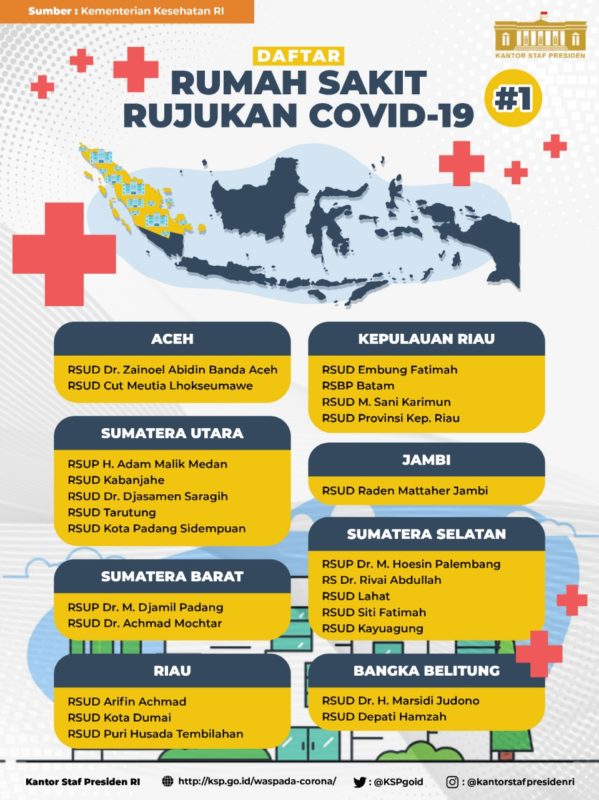 Sumber : Kementerian Kesehatan RI
KANTOR STAF PRESIDEN
DAFTAR
RUMAH SAKIT
RUJUKAN COVID-19
#1
ACEH
RSUD Dr. Zainoel Abidin Banda Aceh
RSUD Cut Meutia Lhokseumawe
SUMATERA UTARA
RSUP H. Adam Malik Medan
RSUD Kabanjahe
RSUD Dr. Djasamen Saragih
RSUD Tarutung
RSUD Kota Padang Sidempuan
SUMATERA BARAT
RSUP Dr. M. Djamil Padang
RSUD Dr. Achmad Mochtar
RIAU
RSUD Arifin Achmad
RSUD Kota Dumai
RSUD Puri Husada Tembilahan
KEPULAUAN RIAU
RSUD Embung Fatimah
RSBP Batam
RSUD M. Sani Karimun
RSUD Provinsi Kep. Riau
JAMBI
RSUD Raden Mattaher Jambi
SUMATERA SELATAN
RSUP Dr. M. Hoesin Palembang
RS Dr. Rivai Abdullah
RSUD Lahat
RSUD Siti Fatimah
RSUD Kayuagung
BANGKA BELITUNG
RSUD Dr. H. Marsidi Judono
RSUD Depati Hamzah
Kantor Staf Presiden RI
http://ksp.go.id/waspada-corona/
: @KSPgoid
: @kantorstafpresidenri